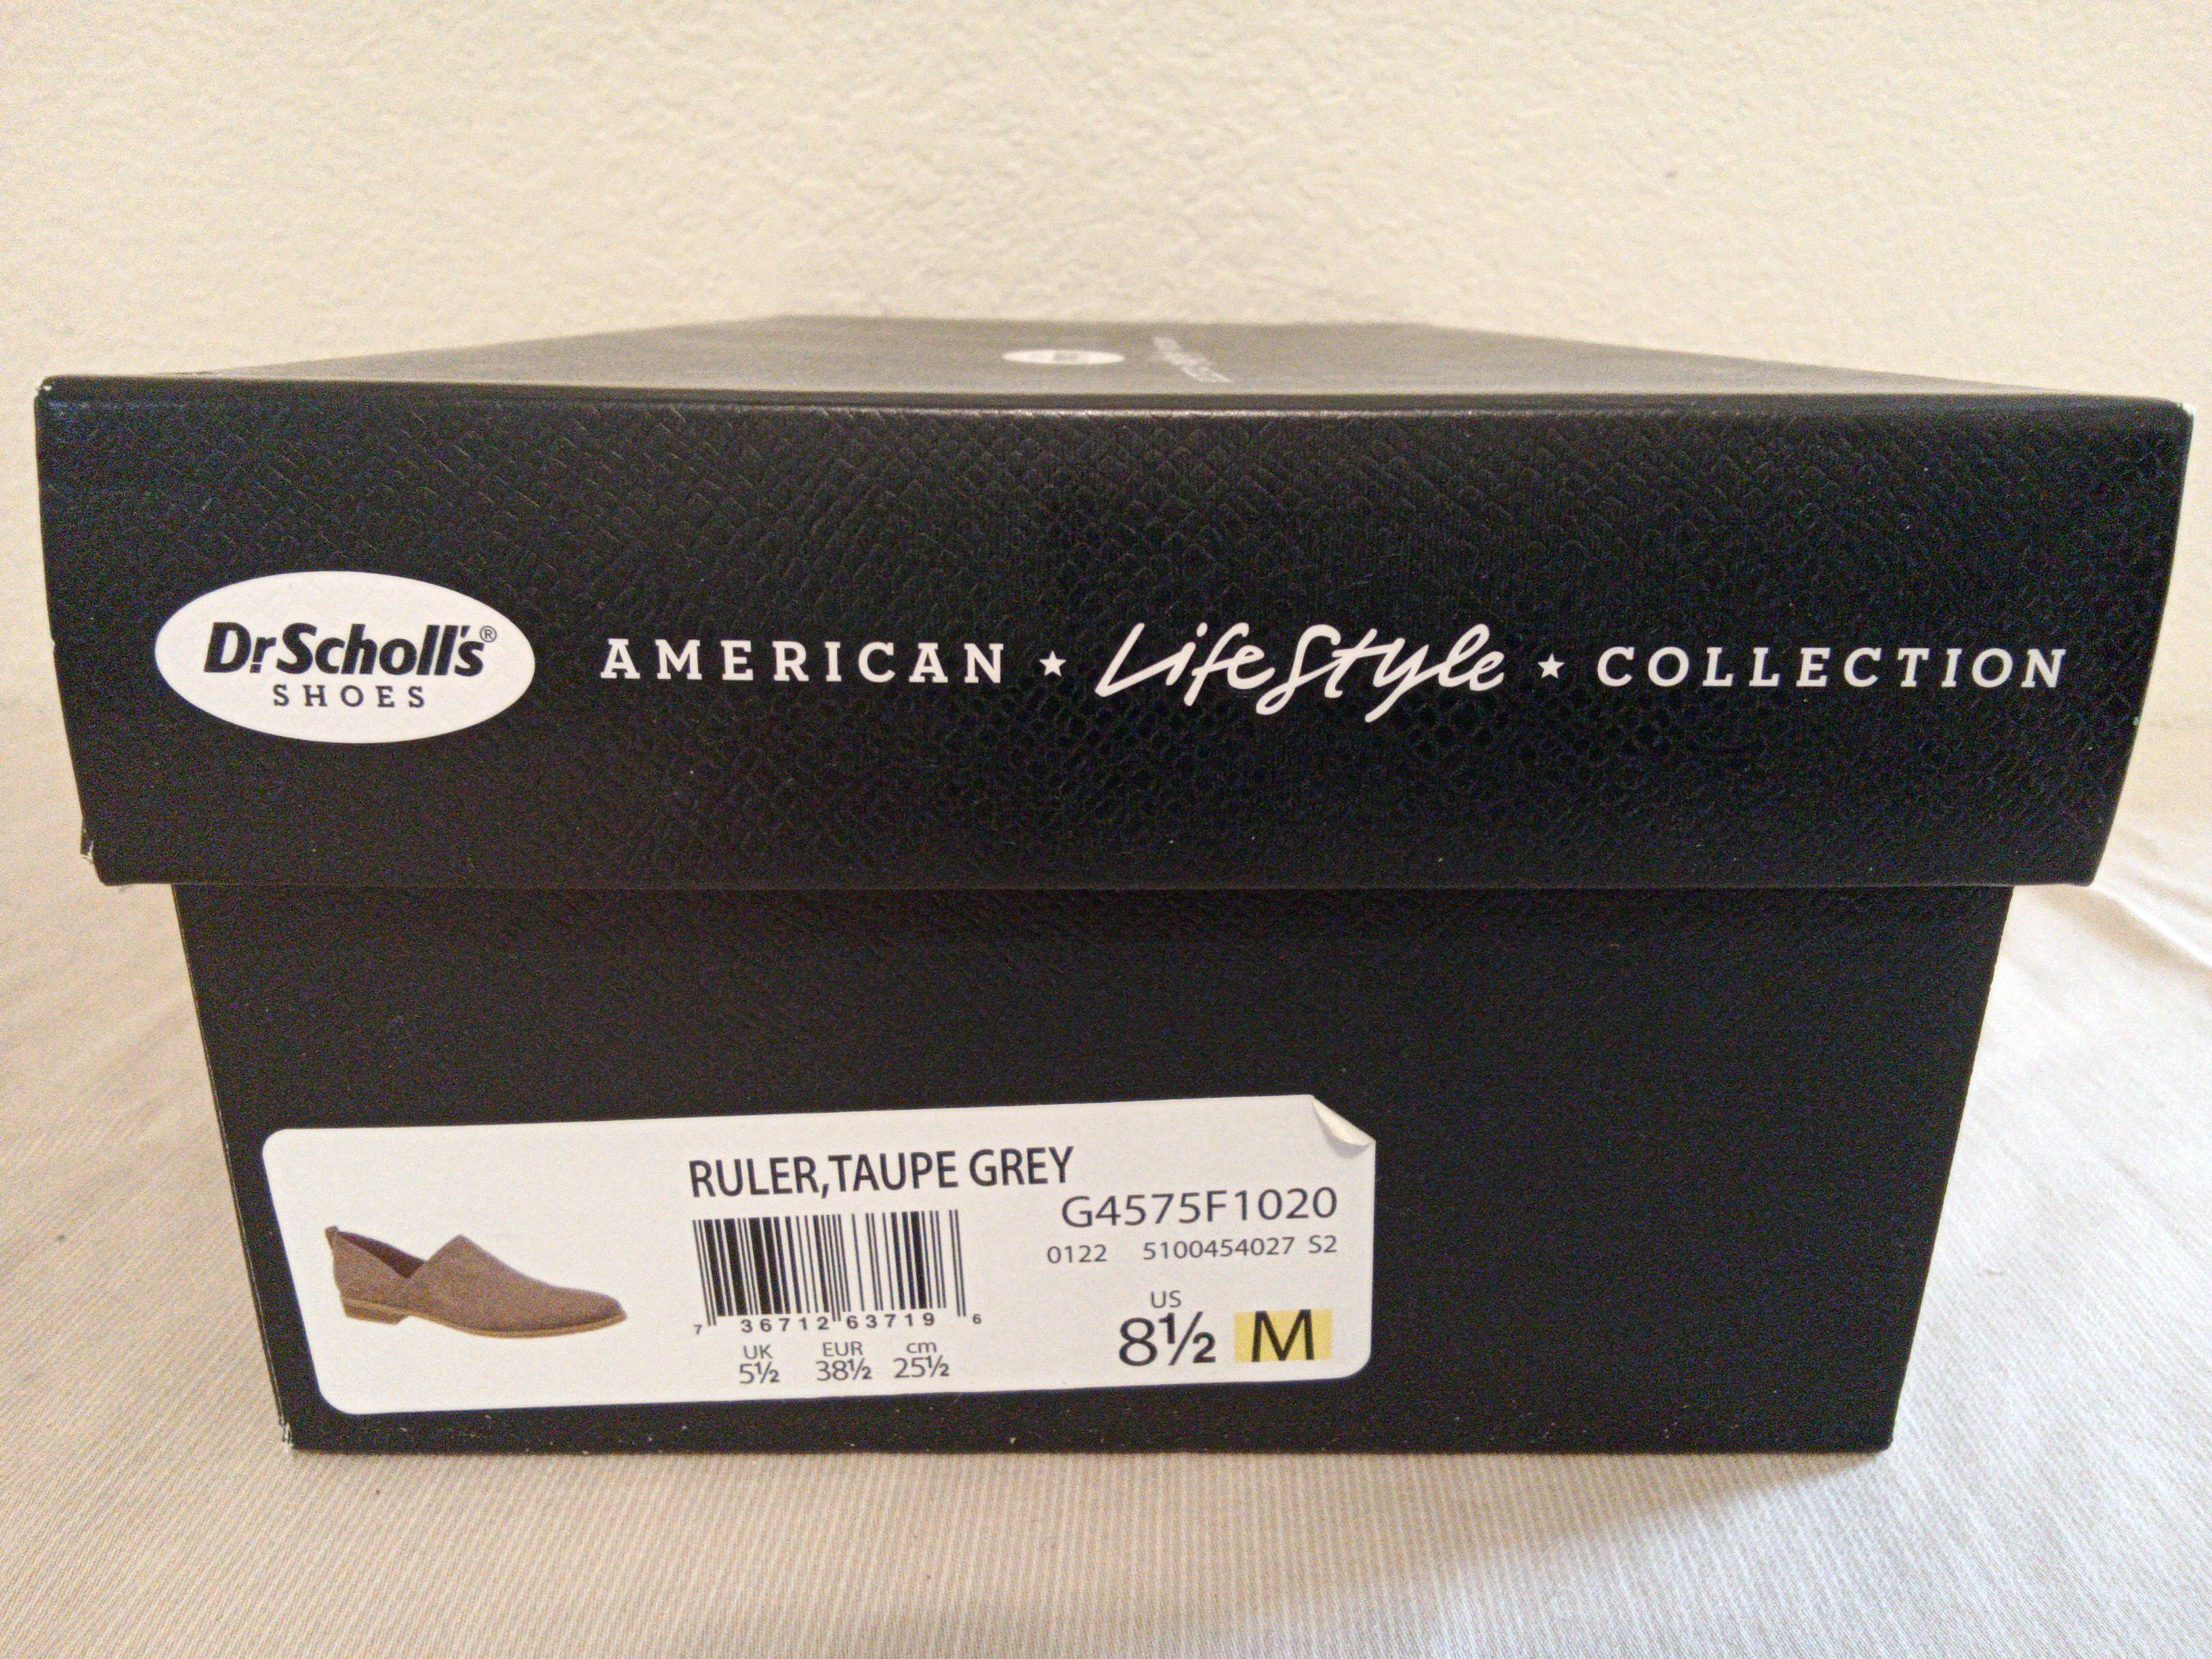 Dr.Scholl's®
SHOES
AMERICAN ★ LifeStyle ★ COLLECTION
RULER,TAUPE GREY
G4575F1020
0122 5100454027 S2
7 36712 63719 6
US
8½ M
UK EUR cm
5½ 38½ 25½